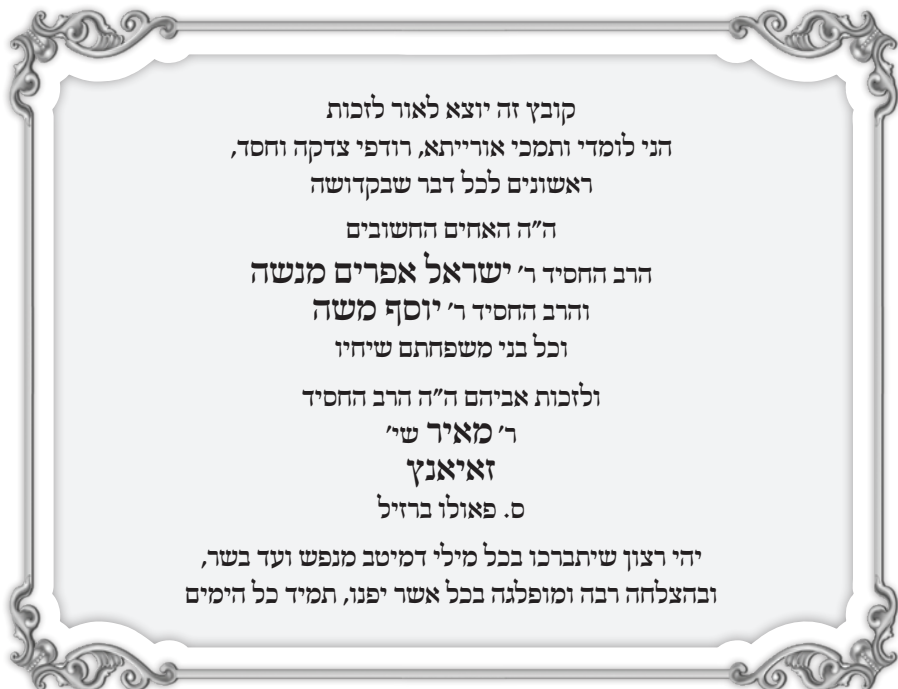 קובץ זה יוצא לאור לזכות
הני לומדי ותמכי אורייתא, רודפי צדקה וחסד,
ראשונים לכל דבר שבקדושה
ה״ה האחים החשובים
הרב החסיד ר׳ ישראל אפרים מנשה
והרב החסיד ר׳ יוסף משה
וכל בני משפחתם שיחיו
ולזכות אביהם ה״ה הרב החסיד
ר׳ מאיר שי׳
זאיאנץ
ס. פאולו ברזיל
יהי רצון שיתברכו בכל מילי דמיטב מנפש ועד בשר,
ובהצלחה רבה ומופלגה בכל אשר יפנו, תמיד כל הימים